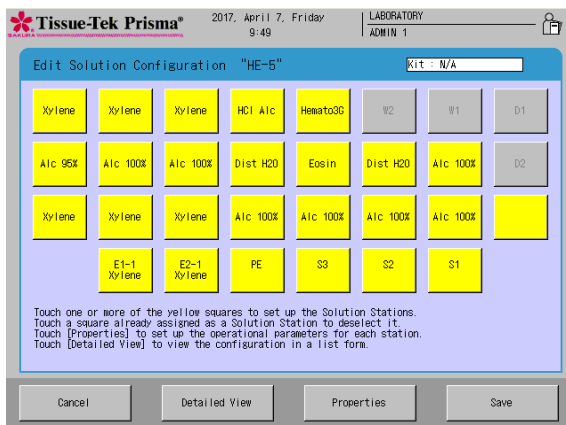 Tissue-Tek Prisma®
SAKURA
2017, April 7, Friday
9:49
LABORATORY
ADMIN 1
Edit Solution Configuration "HE-5"
Kit : N/A
Xylene Xylene Xylene HCl Alc Hemato3G W2 W1 D1
Alc 95% Alc 100% Alc 100% Dist H2O Eosin Dist H2O Alc 100% D2
Xylene Xylene Xylene Alc 100% Alc 100% Alc 100% Alc 100%
E1-1 Xylene E2-1 Xylene PE S3 S2 S1
Touch one or more of the yellow squares to set up the Solution Stations.
Touch a square already assigned as a Solution Station to deselect it.
Touch [Properties] to set up the operational parameters for each station.
Touch [Detailed View] to view the configuration in a list form.
Cancel Detailed View Properties Save